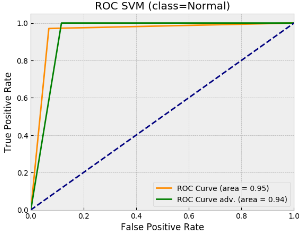 ROC SVM (class=Normal)
True Positive Rate
1.0
0.8
0.6
0.4
0.2
0.0
ROC Curve (area = 0.95)
ROC Curve adv. (area = 0.94)
0.0 0.2 0.4 0.6 0.8 1.0
False Positive Rate